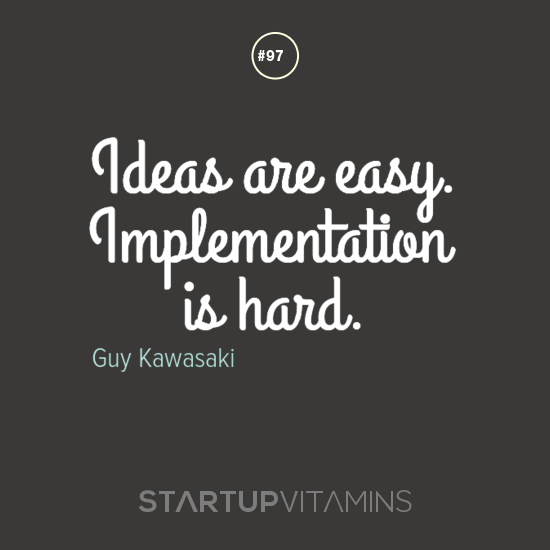 #97
Ideas are easy.
Implementation
is hard.
Guy Kawasaki
STARTUPVITAMINS